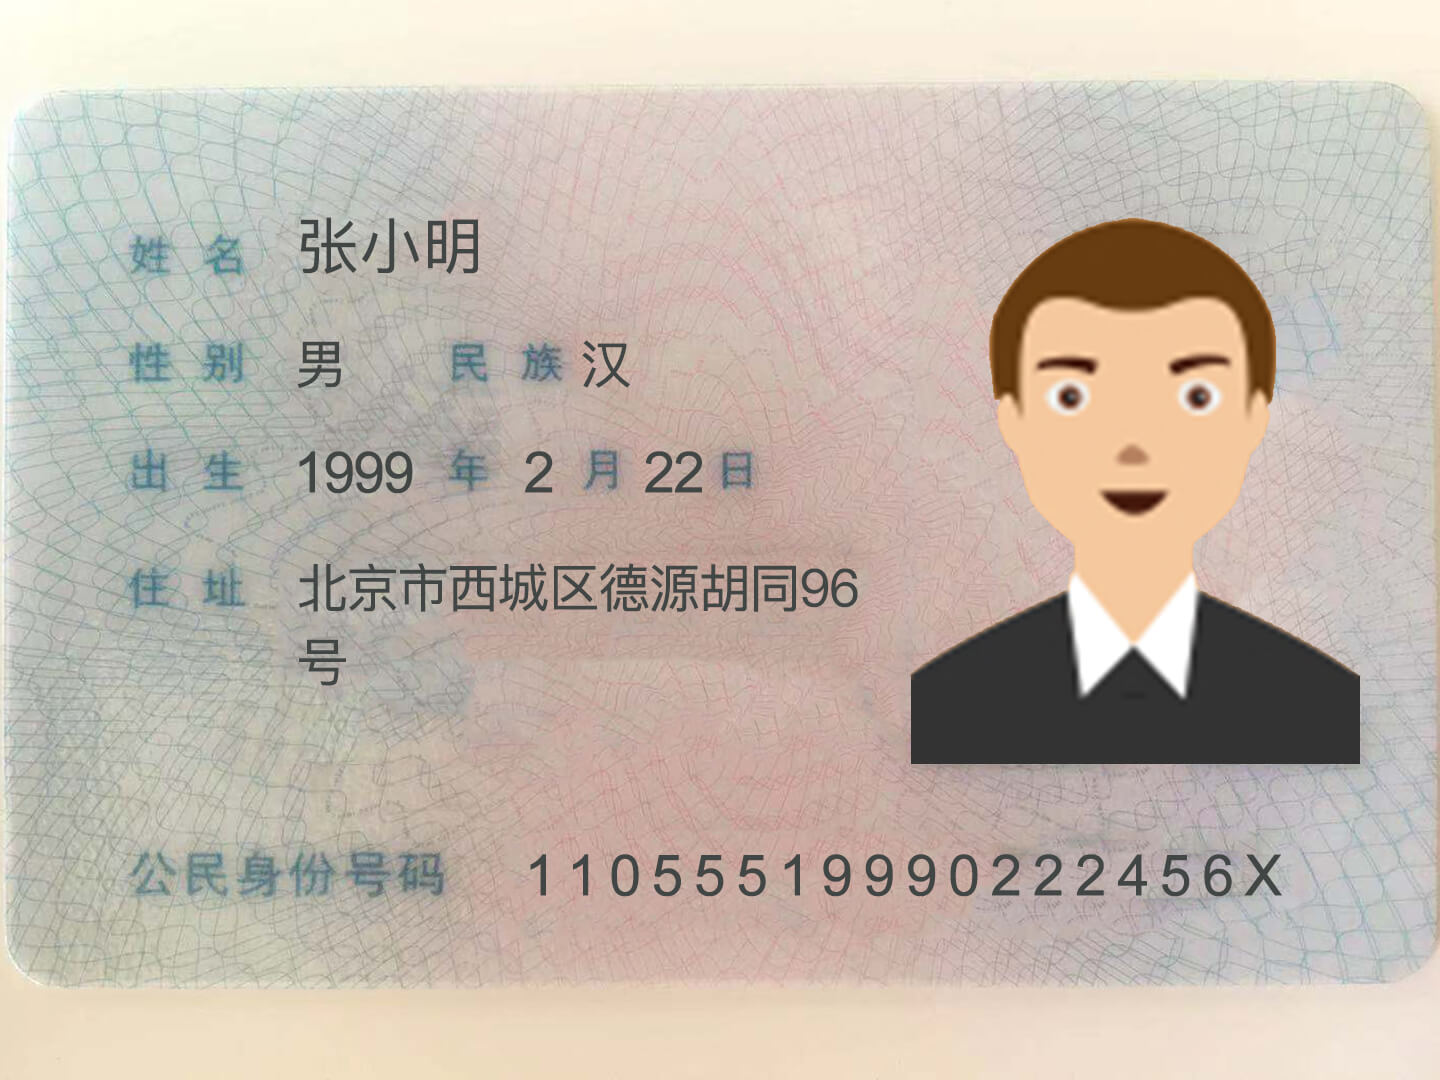 姓名 张小明
性别 男 民族 汉
出生 1999 年 2 月 22 日
住址 北京市西城区德源胡同96
号
公民身份号码 11055519990222456X